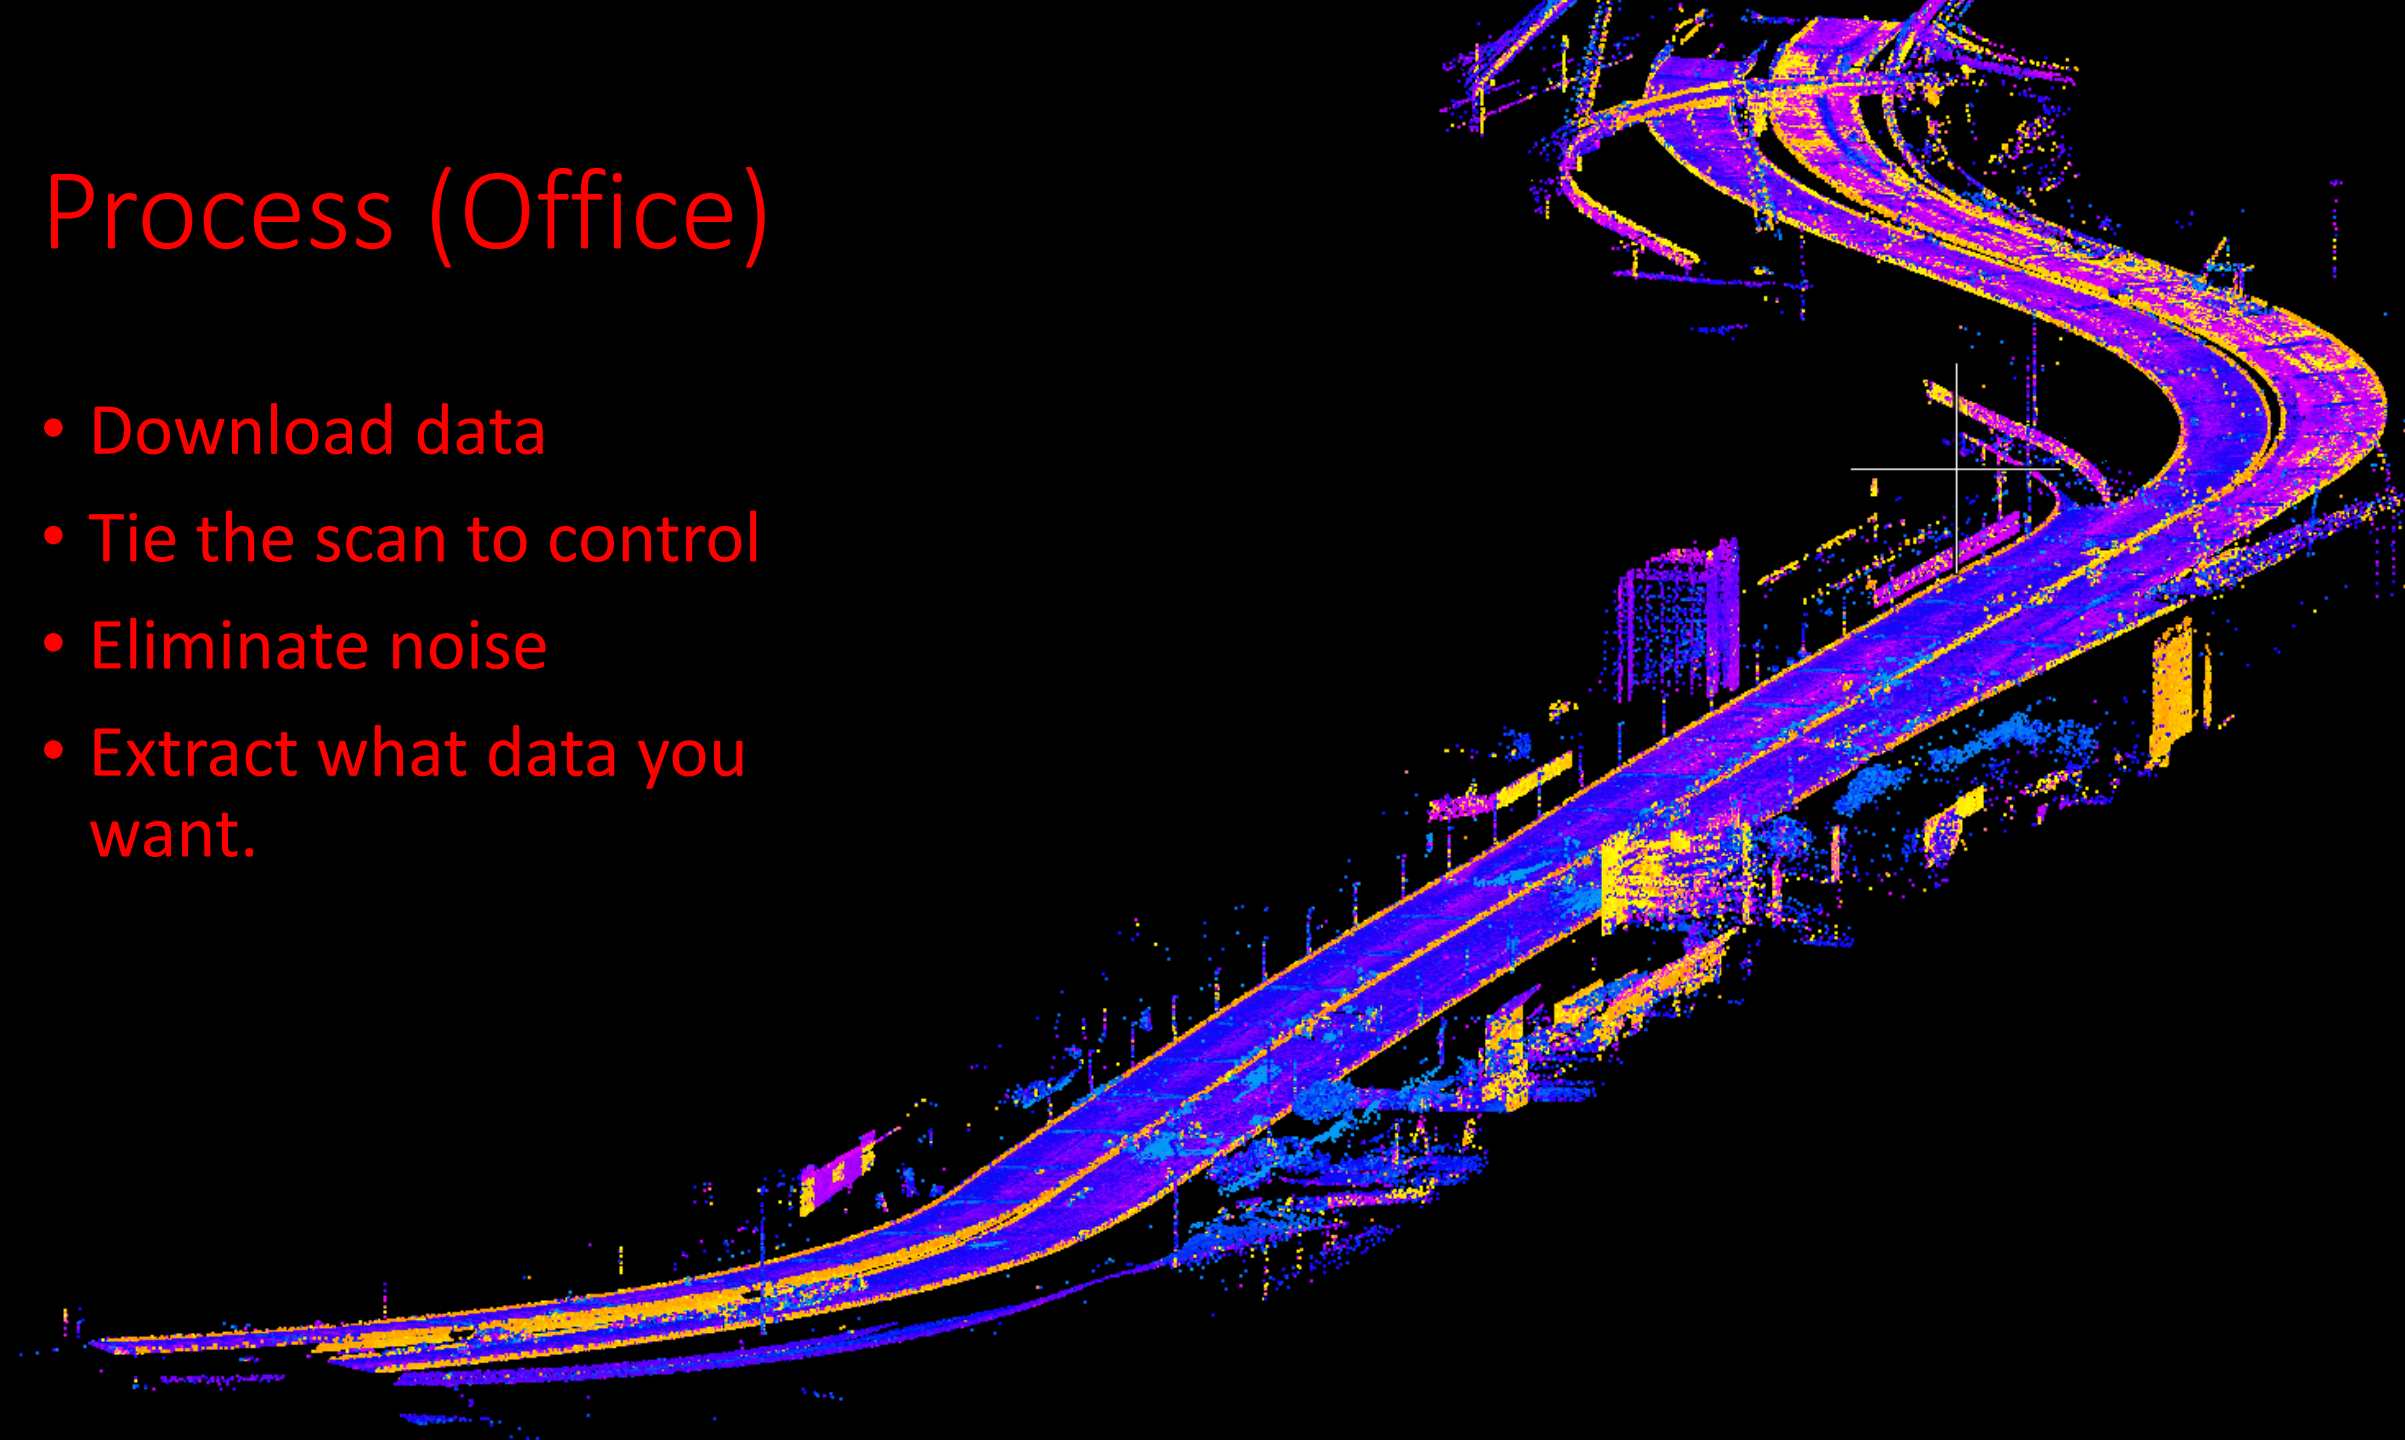 Process (Office)
• Download data
• Tie the scan to control
• Eliminate noise
• Extract what data you
want.